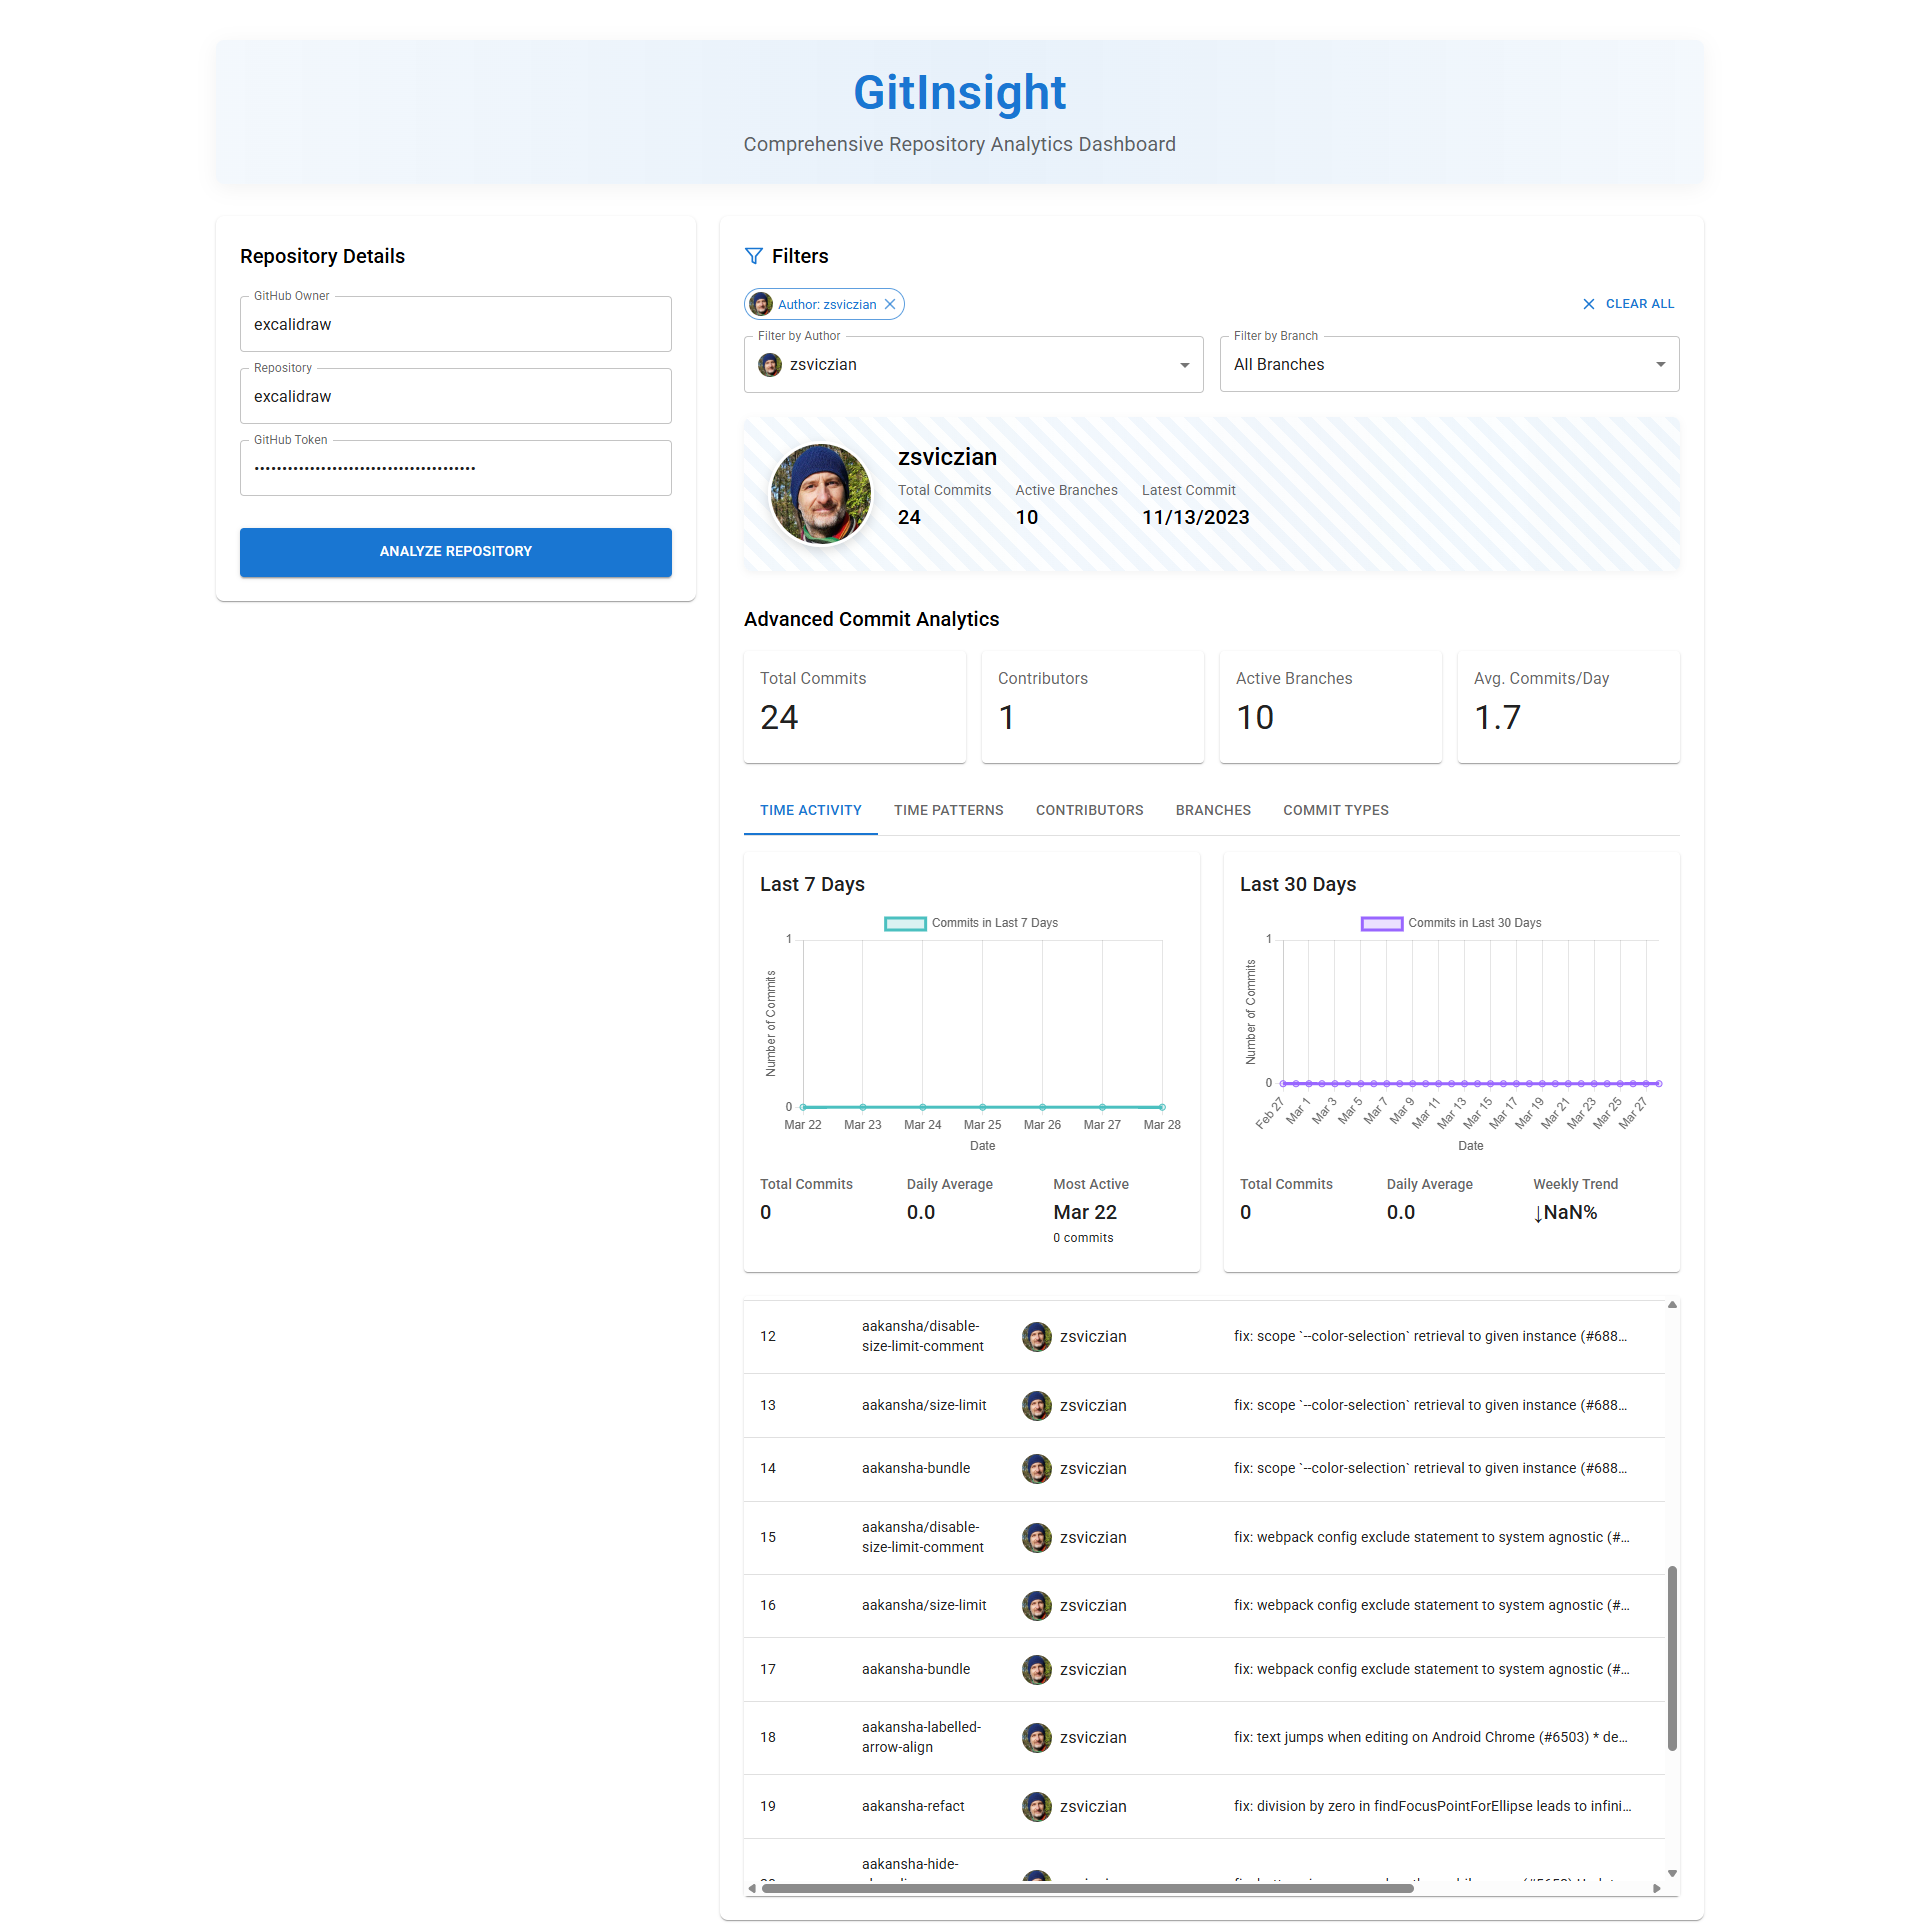 GitInsight
Comprehensive Repository Analytics Dashboard
Repository Details
GitHub Owner
excalidraw
Repository
excalidraw
GitHub Token
ANALYZE REPOSITORY
Filters
Author: zsviczian
CLEAR ALL
Filter by Author
zsviczian
Filter by Branch
All Branches
zsviczian
Total Commits Active Branches Latest Commit
24 10 11/13/2023
Advanced Commit Analytics
Total Commits
24
Contributors
1
Active Branches
10
Avg. Commits/Day
1.7
TIME ACTIVITY TIME PATTERNS CONTRIBUTORS BRANCHES COMMIT TYPES
Last 7 Days
Commits in Last 7 Days
Number of Commits
1
0
Mar 22 Mar 23 Mar 24 Mar 25 Mar 26 Mar 27 Mar 28
Date
Total Commits Daily Average Most Active
0 0.0 Mar 22
0 commits
Last 30 Days
Commits in Last 30 Days
Number of Commits
1
0
Feb 27 Mar 1 Mar 3 Mar 5 Mar 7 Mar 9 Mar 11 Mar 13 Mar 15 Mar 17 Mar 19 Mar 21 Mar 23 Mar 25 Mar 27
Date
Total Commits Daily Average Weekly Trend
0 0.0 ↓NaN%
12 aakansha/disable-
size-limit-comment zsviczian fix: scope `--color-selection` retrieval to given instance (#688...
13 aakansha/size-limit zsviczian fix: scope `--color-selection` retrieval to given instance (#688...
14 aakansha-bundle zsviczian fix: scope `--color-selection` retrieval to given instance (#688...
15 aakansha/disable-
size-limit-comment zsviczian fix: webpack config exclude statement to system agnostic (#...
16 aakansha/size-limit zsviczian fix: webpack config exclude statement to system agnostic (#...
17 aakansha-bundle zsviczian fix: webpack config exclude statement to system agnostic (#...
18 aakansha-labelled-
arrow-align zsviczian fix: text jumps when editing on Android Chrome (#6503) * de...
19 aakansha-refact zsviczian fix: division by zero in findFocusPointForEllipse leads to infini...
aakansha-hide-